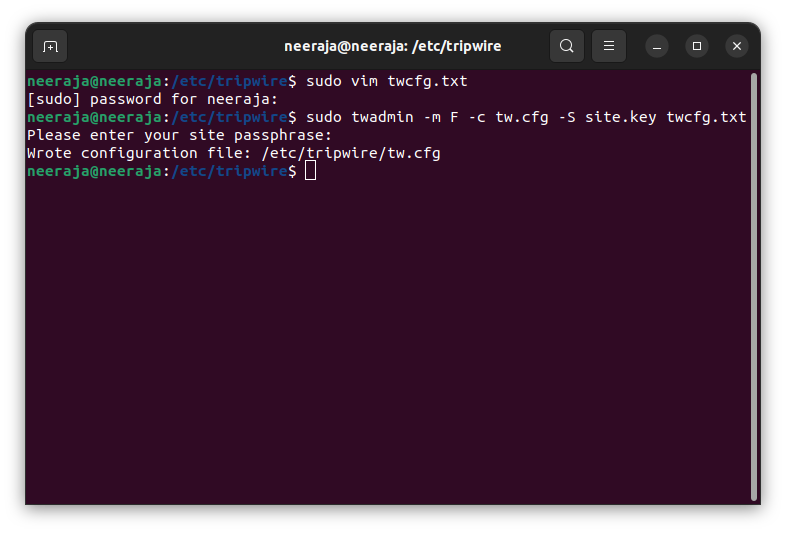 neeraja@neeraja: /etc/tripwire
neeraja@neeraja:/etc/tripwire$ sudo vim twcfg.txt
[sudo] password for neeraja:
neeraja@neeraja:/etc/tripwire$ sudo twadmin -m F -c tw.cfg -S site.key twcfg.txt
Please enter your site passphrase:
Wrote configuration file: /etc/tripwire/tw.cfg
neeraja@neeraja:/etc/tripwire$